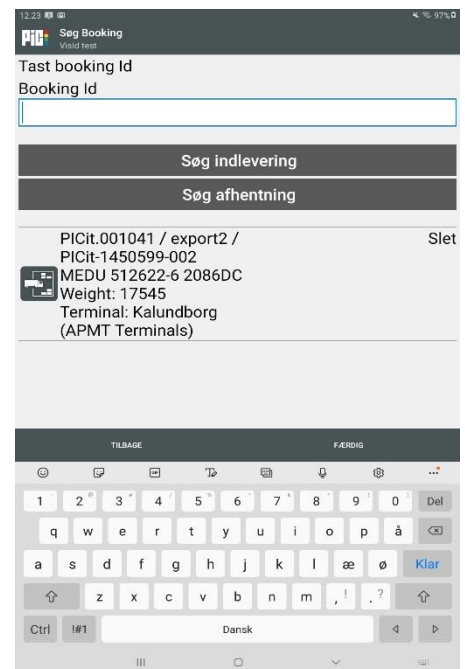 12.23
97%
PiC
Søg Booking
VisId test
Tast booking Id
Booking Id
Søg indlevering
Søg afhentning
PICit.001041 / export2 /
Slet
PICit-1450599-002
MEDU 512622-6 2086DC
Weight: 17545
Terminal: Kalundborg
(APMT Terminals)
TILBAGE
FÆRDIG
1 2 3 4 5 6 7 8 9 0 Del
q w e r t y u i o p å
a s d f g h j k l æ ø Klar
z x c v b n m , ! . ?
Ctrl !#1 Dansk